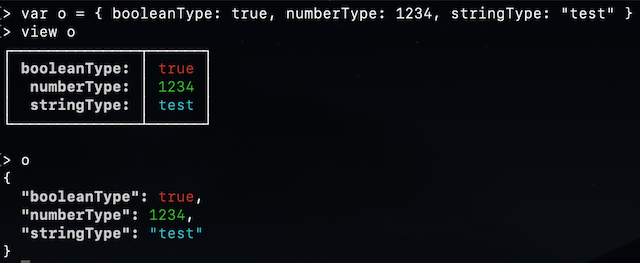 > var o = { booleanType: true, numberType: 1234, stringType: "test" }
> view o
booleanType: true
numberType: 1234
stringType: test
> o
{
"booleanType": true,
"numberType": 1234,
"stringType": "test"
}